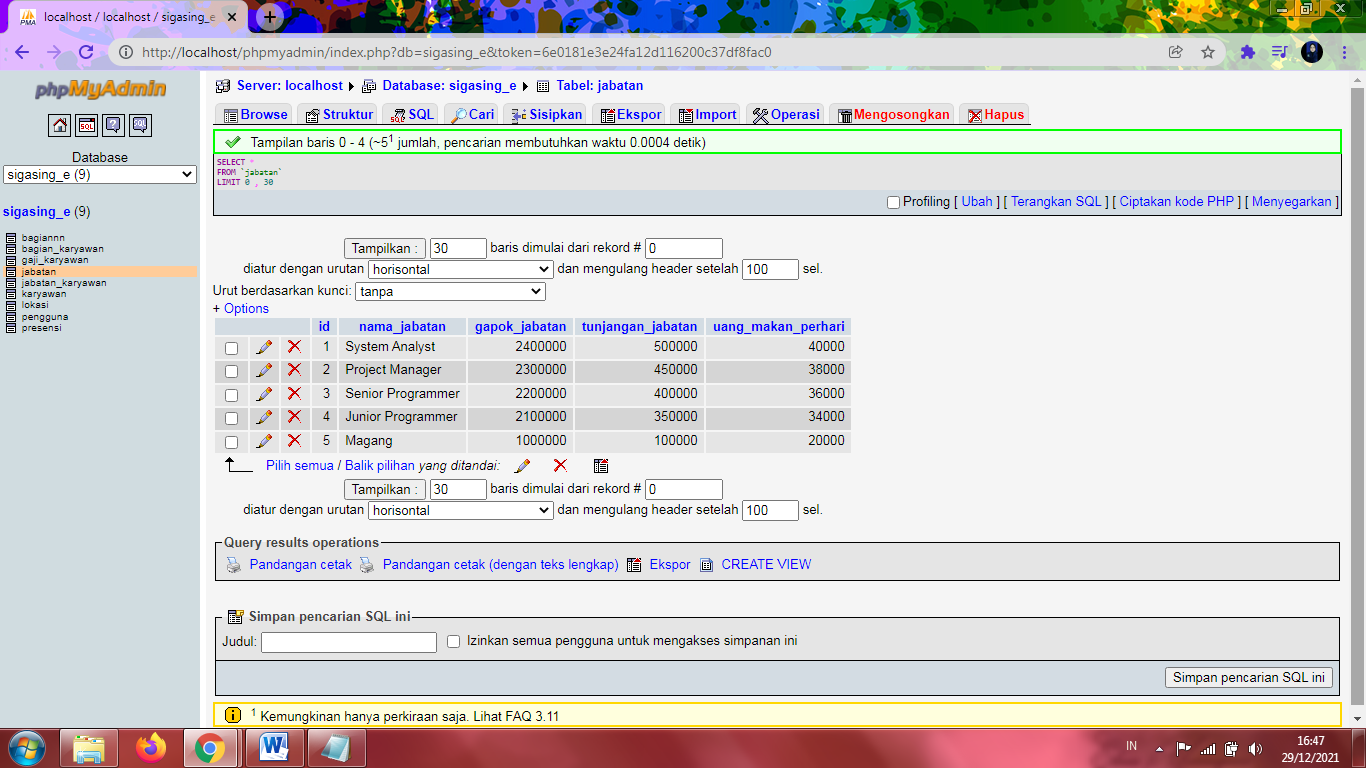 localhost / localhost / sigasing_e
http://localhost/phpmyadmin/index.php?db=sigasing_e&token=6e0181e3e24fa12d116200c37df8fac0
phpMyAdmin
Database
sigasing_e (9)
sigasing_e (9)
bagiannn
bagian_karyawan
gaji_karyawan
jabatan
jabatan_karyawan
karyawan
lokasi
pengguna
presensi
Server: localhost Database: sigasing_e Tabel: jabatan
Browse Struktur SQL Cari Sisipkan Ekspor Import Operasi Mengosongkan Hapus
Tampilan baris 0 - 4 (~5¹ jumlah, pencarian membutuhkan waktu 0.0004 detik)
SELECT *
FROM `jabatan`
LIMIT 0 , 30
Profiling [ Ubah ] [ Terangkan SQL ] [ Ciptakan kode PHP ] [ Menyegarkan ]
Tampilkan : 30 baris dimulai dari rekord # 0
diatur dengan urutan horisontal dan mengulang header setelah 100 sel.
Urut berdasarkan kunci: tanpa
+ Options
id nama_jabatan gapok_jabatan tunjangan_jabatan uang_makan_perhari
1 System Analyst 2400000 500000 40000
2 Project Manager 2300000 450000 38000
3 Senior Programmer 2200000 400000 36000
4 Junior Programmer 2100000 350000 34000
5 Magang 1000000 100000 20000
Pilih semua / Balik pilihan yang ditandai:
Tampilkan : 30 baris dimulai dari rekord # 0
diatur dengan urutan horisontal dan mengulang header setelah 100 sel.
Query results operations
Pandangan cetak Pandangan cetak (dengan teks lengkap) Ekspor CREATE VIEW
Simpan pencarian SQL ini
Judul: Izinkan semua pengguna untuk mengakses simpanan ini
Simpan pencarian SQL ini
¹ Kemungkinan hanya perkiraan saja. Lihat FAQ 3.11
IN
16:47
29/12/2021